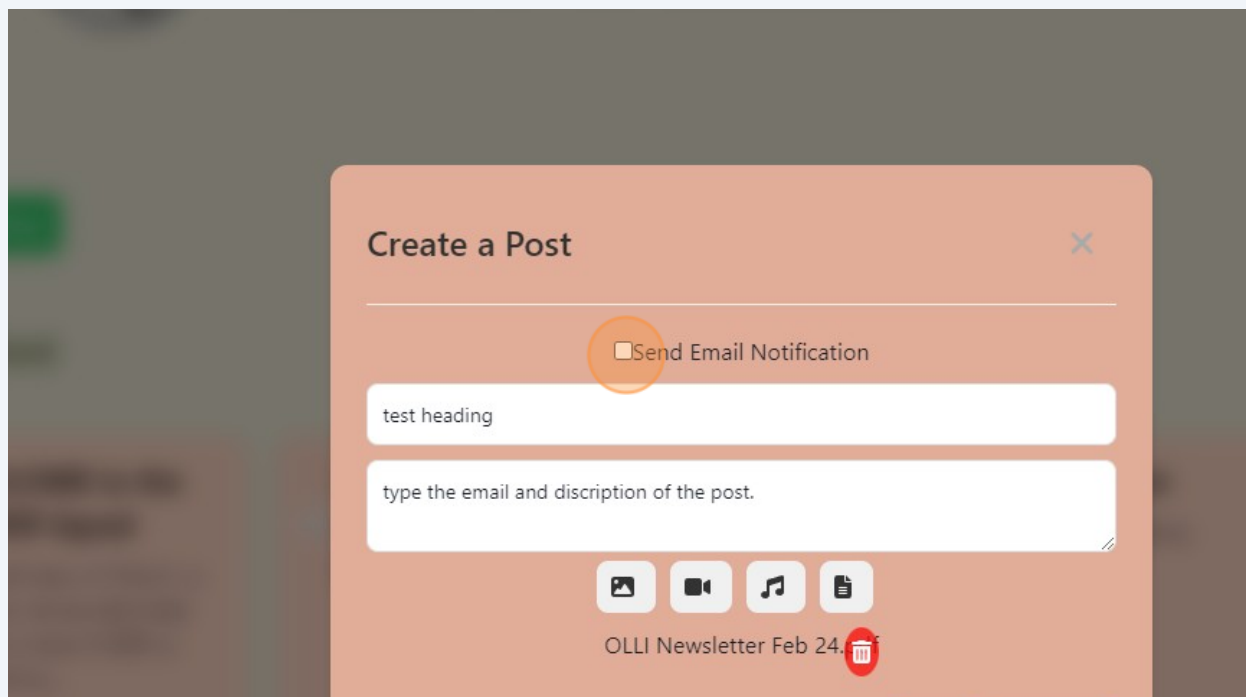 Create a Post
Send Email Notification
test heading
type the email and discription of the post.
OLLI Newsletter Feb 24.pdf